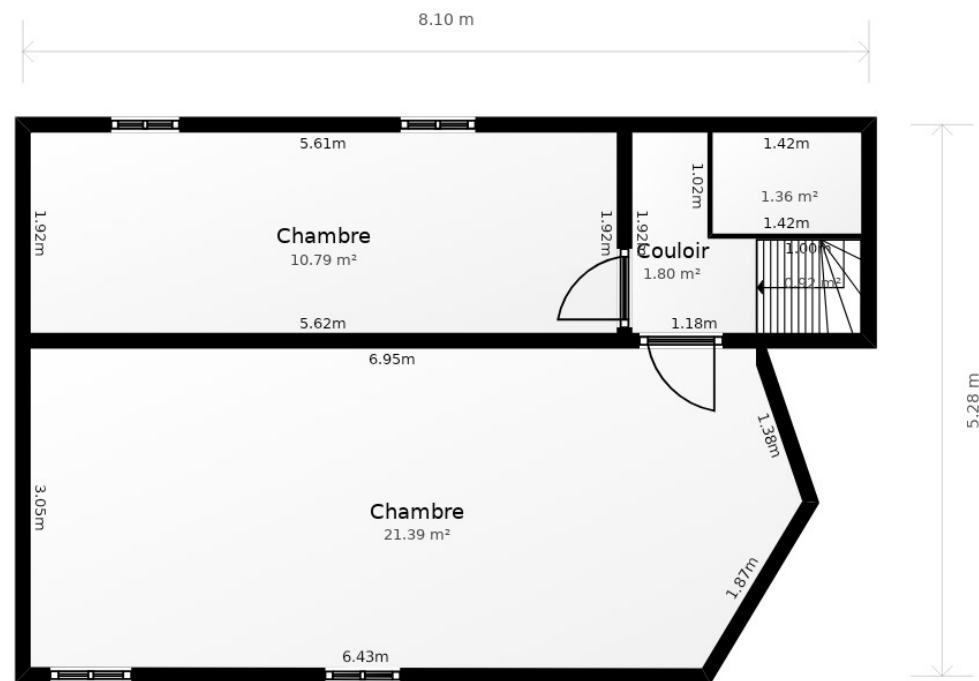 8.10 m
5.61m
1.42m
1.02m
1.36 m²
1.92m
1.92m
1.92m
1.42m
Chambre
10.79 m²
Couloir
1.80 m²
1.00m
0.92 m²
5.62m
1.18m
6.95m
5.28 m
1.38m
3.05m
Chambre
21.39 m²
1.87m
6.43m